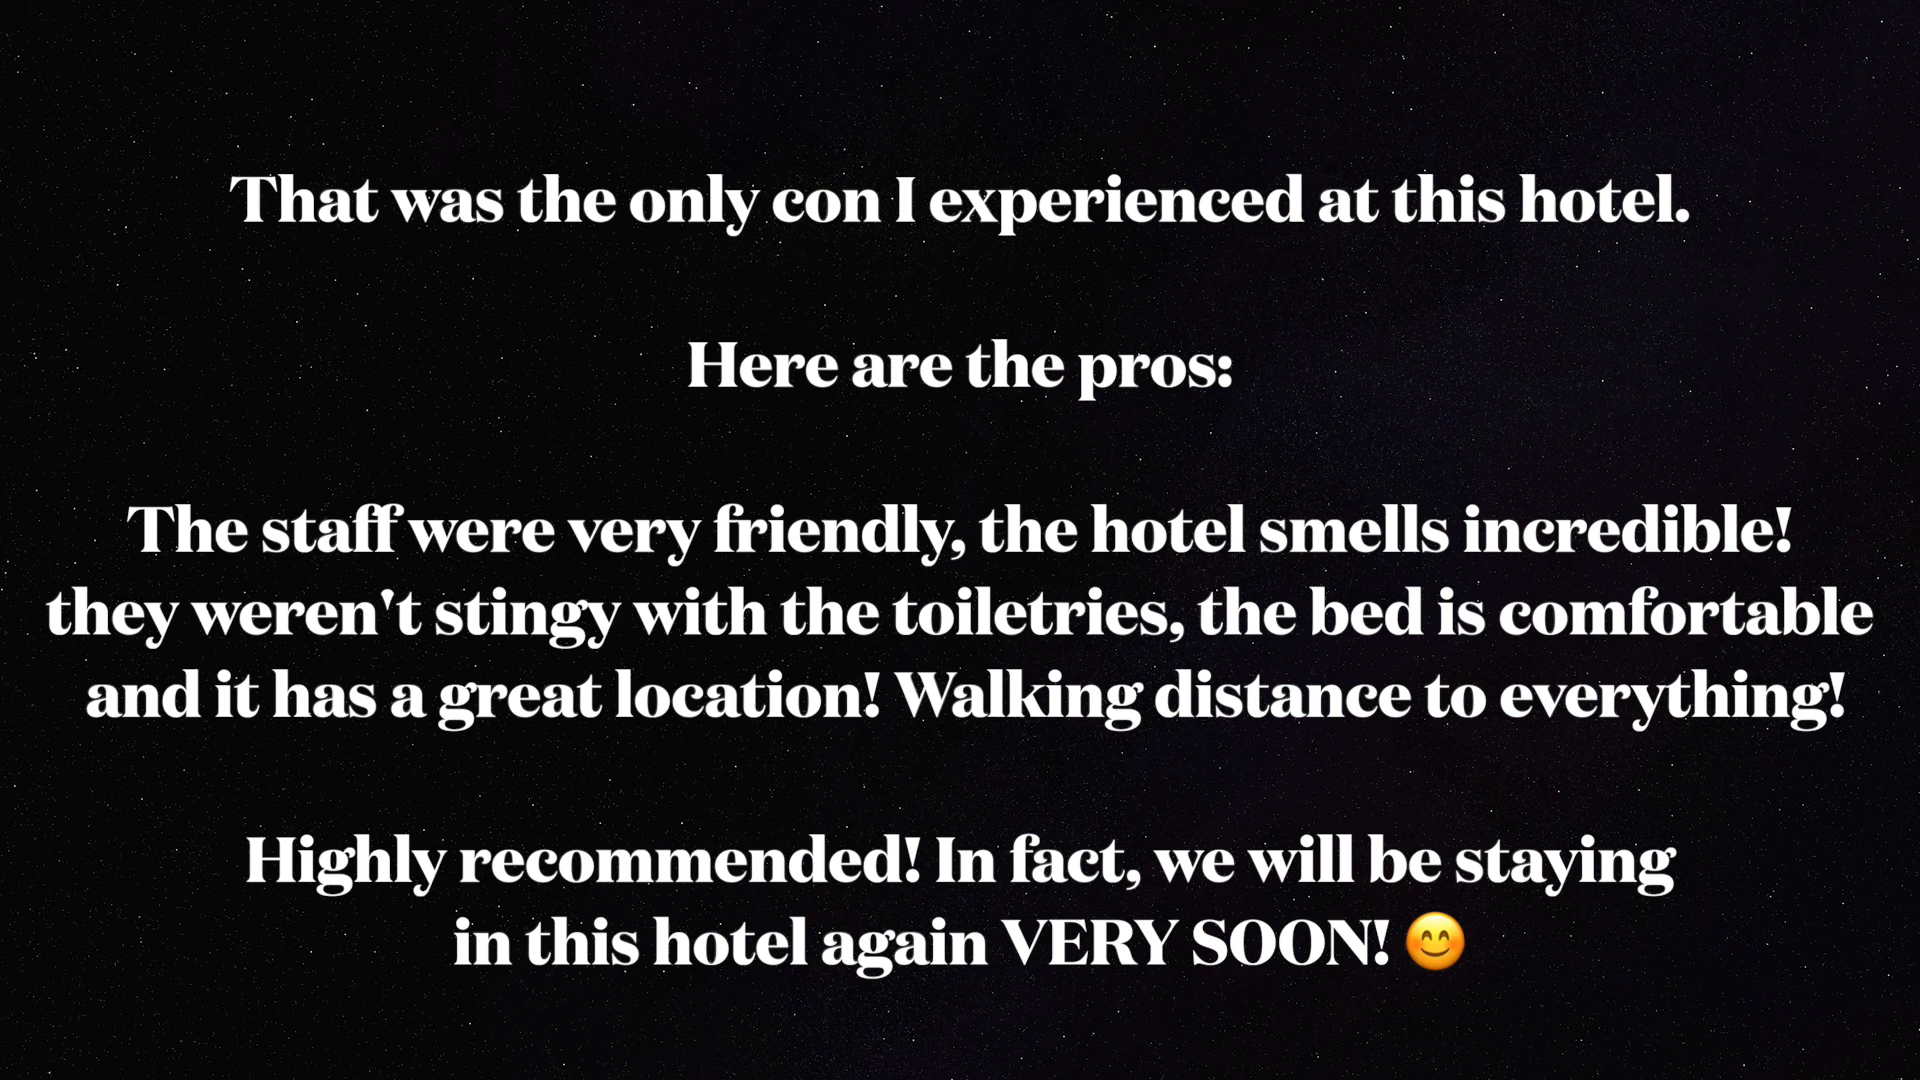 That was the only con I experienced at this hotel.
Here are the pros:
The staff were very friendly, the hotel smells incredible!
they weren't stingy with the toiletries, the bed is comfortable
and it has a great location! Walking distance to everything!
Highly recommended! In fact, we will be staying
in this hotel again VERY SOON! 😊